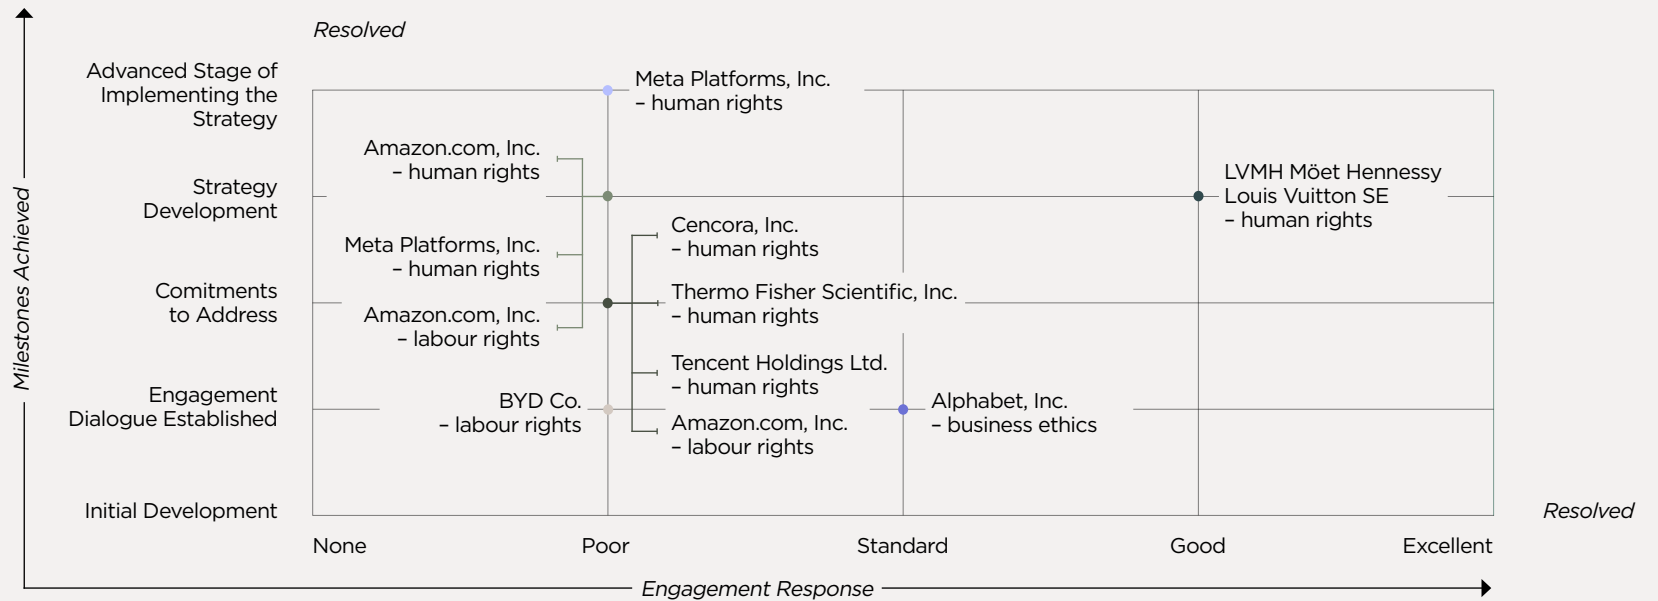 Resolved
Milestones Achieved
Advanced Stage of
Implementing the
Strategy
Strategy
Development
Comitments
to Address
Engagement
Dialogue Established
Initial Development
Meta Platforms, Inc.
– human rights
Amazon.com, Inc.
– human rights
LVMH Möet Hennessy
Louis Vuitton SE
– human rights
Meta Platforms, Inc.
– human rights
Cencora, Inc.
– human rights
Amazon.com, Inc.
– labour rights
Thermo Fisher Scientific, Inc.
– human rights
Tencent Holdings Ltd.
– human rights
BYD Co.
– labour rights
Amazon.com, Inc.
– labour rights
Alphabet, Inc.
– business ethics
Resolved
None
Poor
Standard
Good
Excellent
Engagement Response